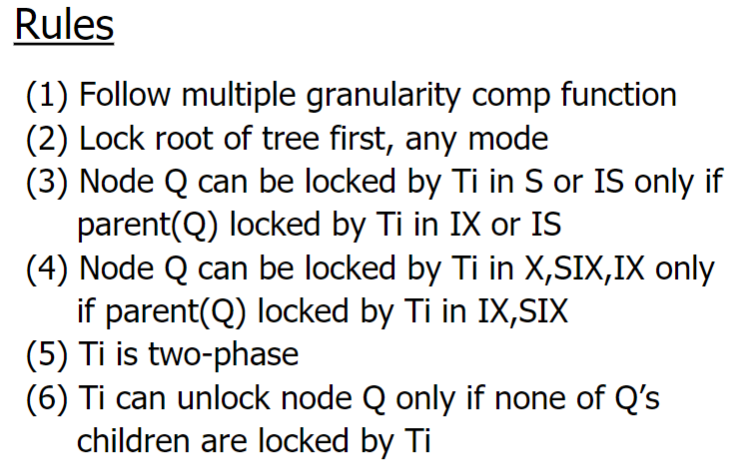 Rules
(1) Follow multiple granularity comp function
(2) Lock root of tree first, any mode
(3) Node Q can be locked by Ti in S or IS only if
parent(Q) locked by Ti in IX or IS
(4) Node Q can be locked by Ti in X,SIX,IX only
if parent(Q) locked by Ti in IX,SIX
(5) Ti is two-phase
(6) Ti can unlock node Q only if none of Q’s
children are locked by Ti